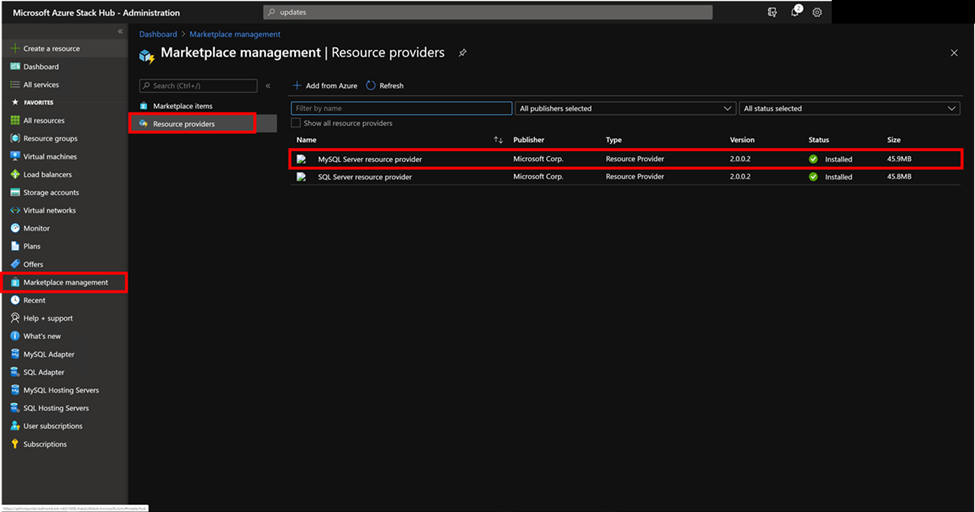 Microsoft Azure Stack Hub - Administration
updates
2
«
Create a resource
Dashboard
All services
FAVORITES
All resources
Resource groups
Virtual machines
Load balancers
Storage accounts
Virtual networks
Monitor
Plans
Offers
Marketplace management
Recent
Help + support
What's new
MySQL Adapter
SQL Adapter
MySQL Hosting Servers
SQL Hosting Servers
User subscriptions
Subscriptions
Dashboard > Marketplace management
Marketplace management | Resource providers
Search (Ctrl+/)
«
Marketplace items
Resource providers
Add from Azure Refresh
Filter by name All publishers selected All status selected
Show all resource providers
Name Publisher Type Version Status Size
MySQL Server resource provider Microsoft Corp. Resource Provider 2.0.0.2 Installed 45.9MB
SQL Server resource provider Microsoft Corp. Resource Provider 2.0.0.2 Installed 45.8MB